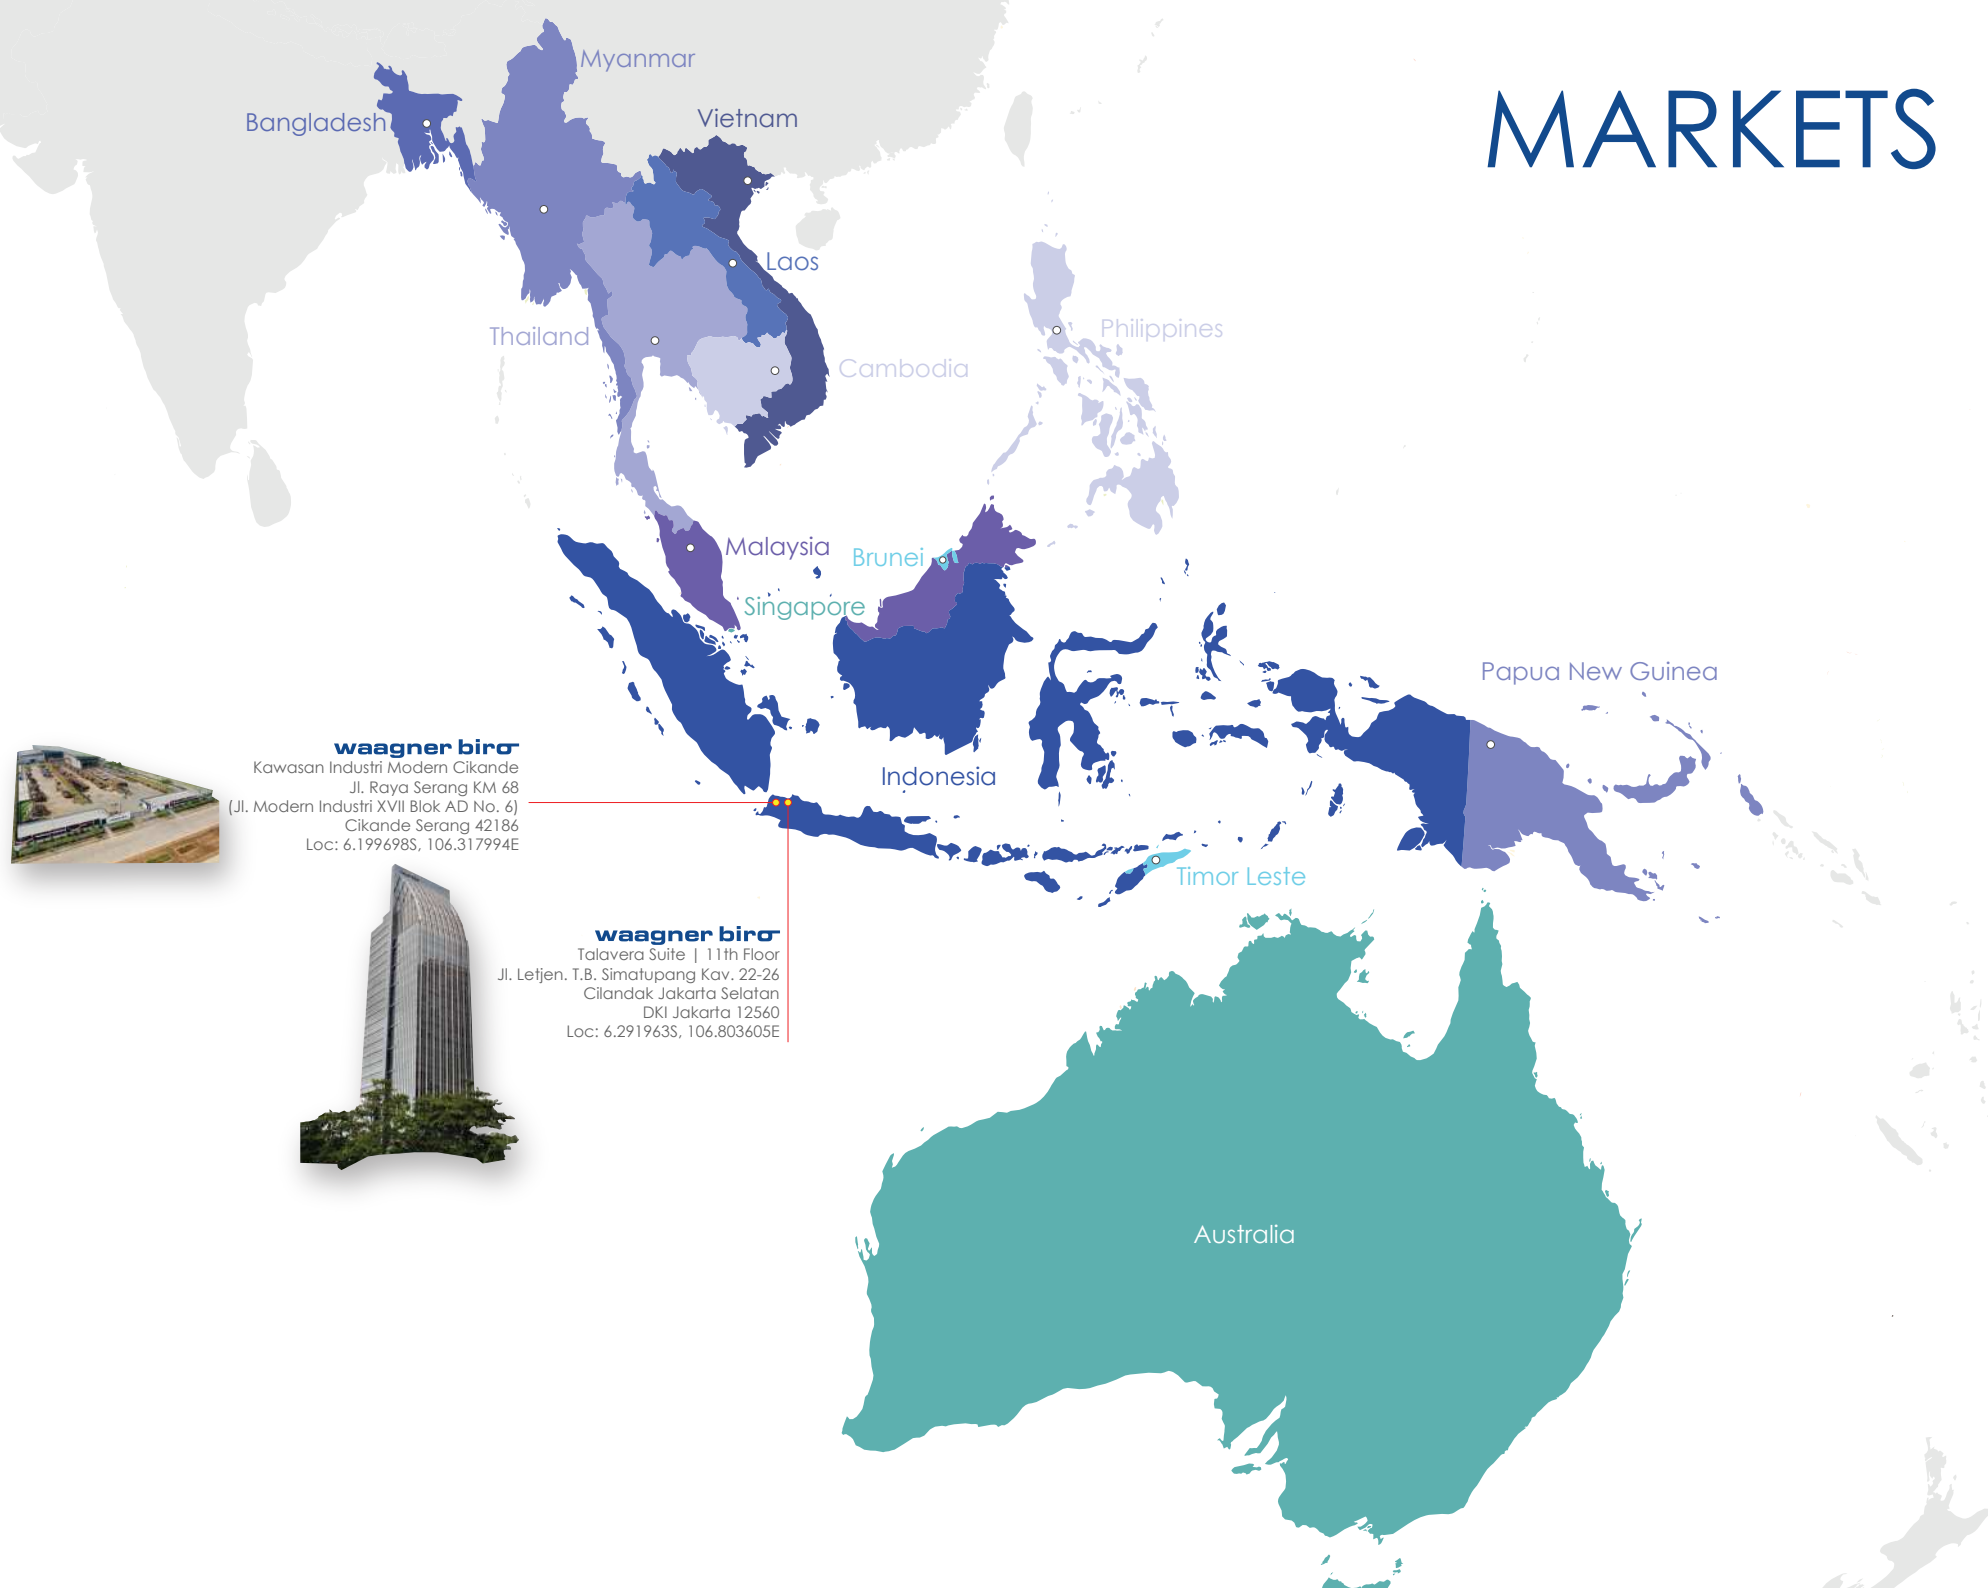 MARKETS
Myanmar
Bangladesh
Vietnam
Laos
Thailand
Philippines
Cambodia
Malaysia
Brunei
Singapore
Papua New Guinea
Indonesia
Timor Leste
Australia
waagner biro
Kawasan Industri Modern Cikande
Jl. Raya Serang KM 68
(Jl. Modern Industri XVII Blok AD No. 6)
Cikande Serang 42186
Loc: 6.199698S, 106.317994E
waagner biro
Talavera Suite | 11th Floor
Jl. Letjen. T.B. Simatupang Kav. 22-26
Cilandak Jakarta Selatan
DKI Jakarta 12560
Loc: 6.291963S, 106.803605E